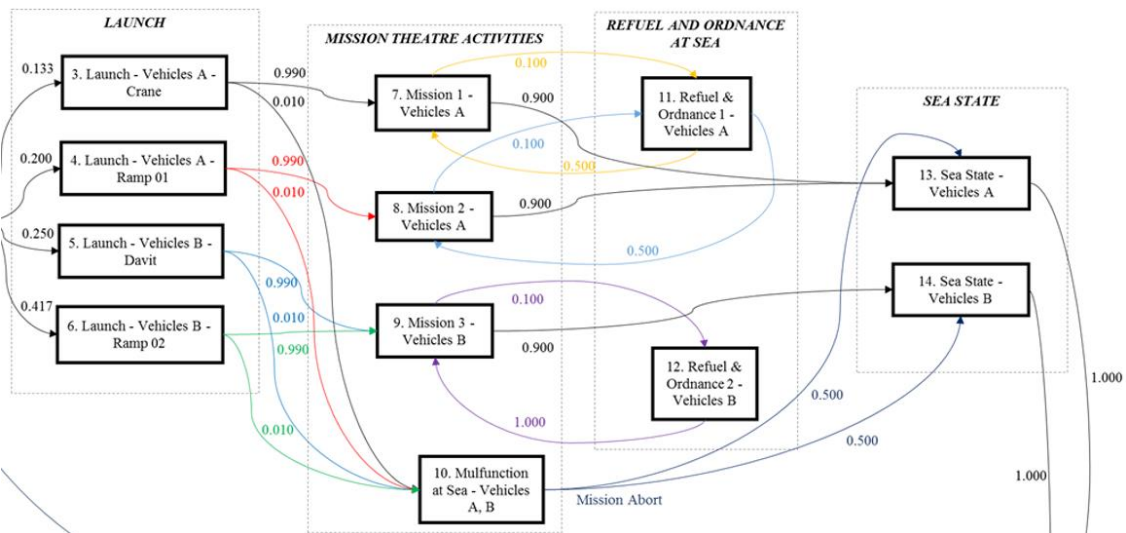 LAUNCH
MISSION THEATRE ACTIVITIES
REFUEL AND ORDNANCE
AT SEA
SEA STATE
0.133
3. Launch - Vehicles A -
Crane
0.990
0.010
7. Mission 1 -
Vehicles A
0.100
0.900
11. Refuel &
Ordnance 1 -
Vehicles A
0.200
4. Launch - Vehicles A -
Ramp 01
0.990
0.010
0.100
0.500
8. Mission 2 -
Vehicles A
0.900
13. Sea State -
Vehicles A
0.250
5. Launch - Vehicles B -
Davit
0.990
0.010
0.500
14. Sea State -
Vehicles B
0.417
6. Launch - Vehicles B -
Ramp 02
0.990
0.010
9. Mission 3 -
Vehicles B
0.100
0.900
12. Refuel &
Ordnance 2 -
Vehicles B
1.000
0.500
0.500
1.000
10. Mulfunction
at Sea - Vehicles
A, B
Mission Abort
1.000